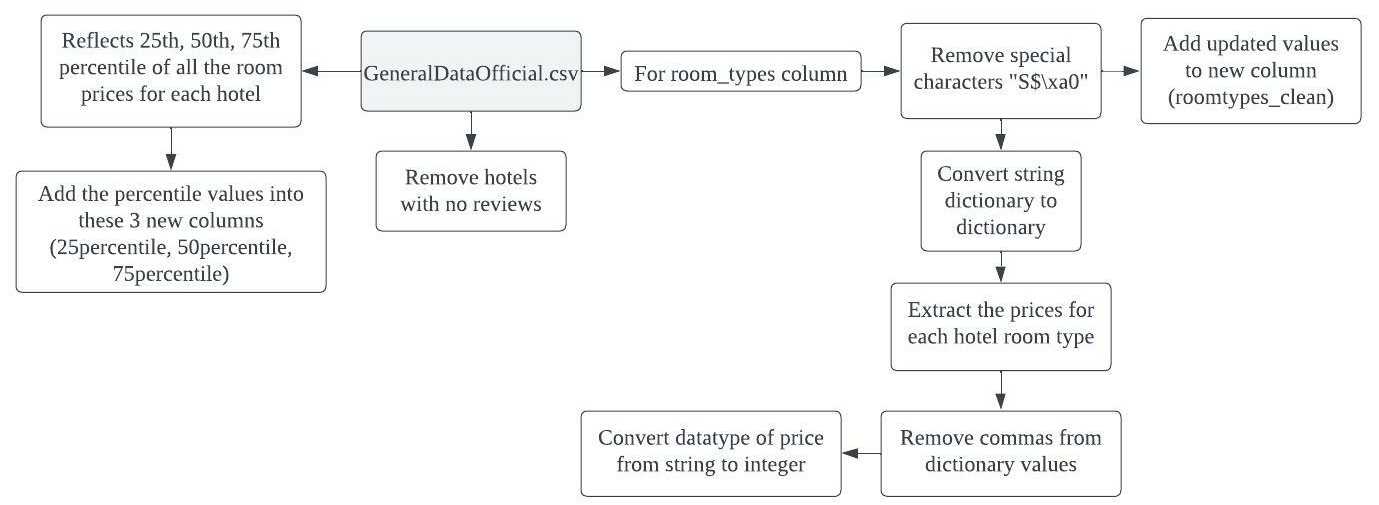 Reflects 25th, 50th, 75th
percentile of all the room
prices for each hotel
GeneralDataOfficial.csv
For room_types column
Remove special
characters "S$\xa0"
Add updated values
to new column
(roomtypes_clean)
Add the percentile values into
these 3 new columns
(25percentile, 50percentile,
75percentile)
Remove hotels
with no reviews
Convert string
dictionary to
dictionary
Extract the prices for
each hotel room type
Convert datatype of price
from string to integer
Remove commas from
dictionary values